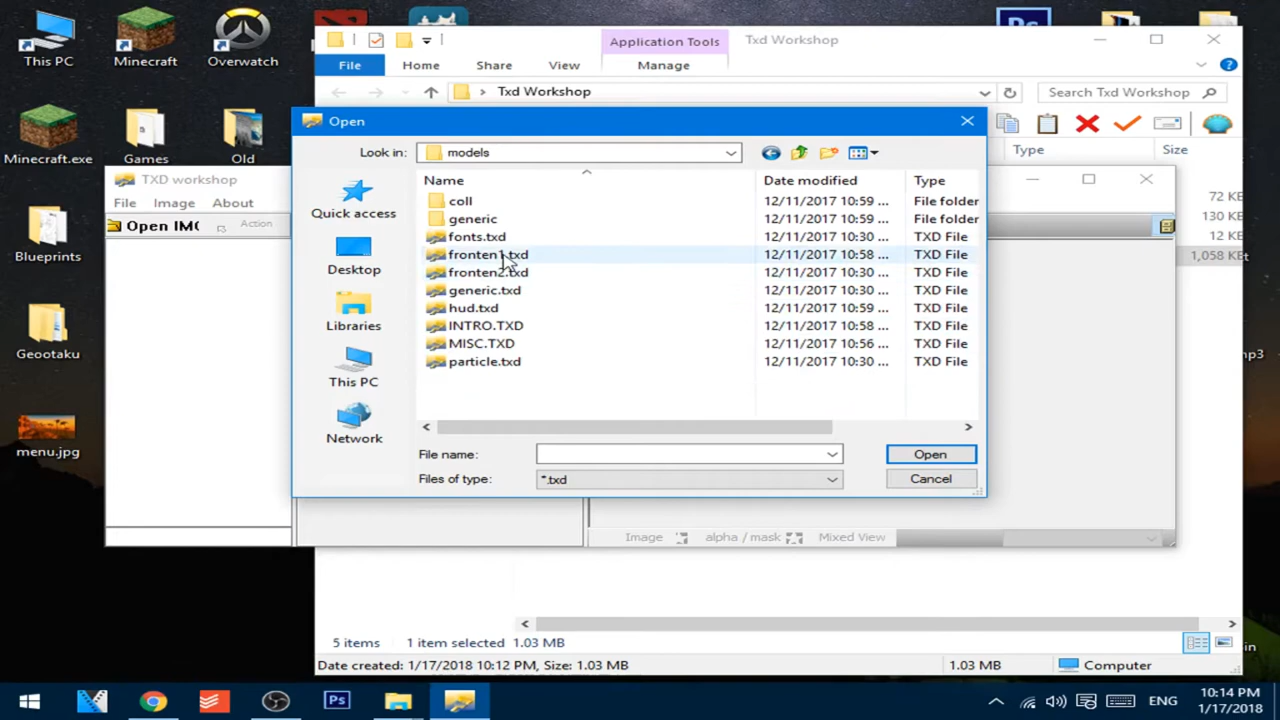 This PC
Minecraft
Overwatch
Application Tools
Txd Workshop
File
Home
Share
View
Manage
Txd Workshop
Search Txd Workshop
Open
Minecraft.exe
Games
Old
Type
Size
Look in:
models
Name
Date modified
Type
TXD workshop
File
Image
About
Open IMG
Action
Quick access
Desktop
Libraries
This PC
Network
coll
12/11/2017 10:59 ...
File folder
generic
12/11/2017 10:59 ...
File folder
fonts.txd
12/11/2017 10:30 ...
TXD File
fronten1.txd
12/11/2017 10:58 ...
TXD File
fronten2.txd
12/11/2017 10:30 ...
TXD File
generic.txd
12/11/2017 10:30 ...
TXD File
hud.txd
12/11/2017 10:59 ...
TXD File
INTRO.TXD
12/11/2017 10:58 ...
TXD File
MISC.TXD
12/11/2017 10:56 ...
TXD File
particle.txd
12/11/2017 10:30 ...
TXD File
72 KB
130 KB
12 KB
1,058 KB
Blueprints
Geootaku
menu.jpg
File name:
Open
Files of type:
*.txd
Cancel
Image
alpha / mask
Mixed View
5 items
1 item selected 1.03 MB
Date created: 1/17/2018 10:12 PM, Size: 1.03 MB
1.03 MB
Computer
Ps
Ps
ENG
10:14 PM
1/17/2018